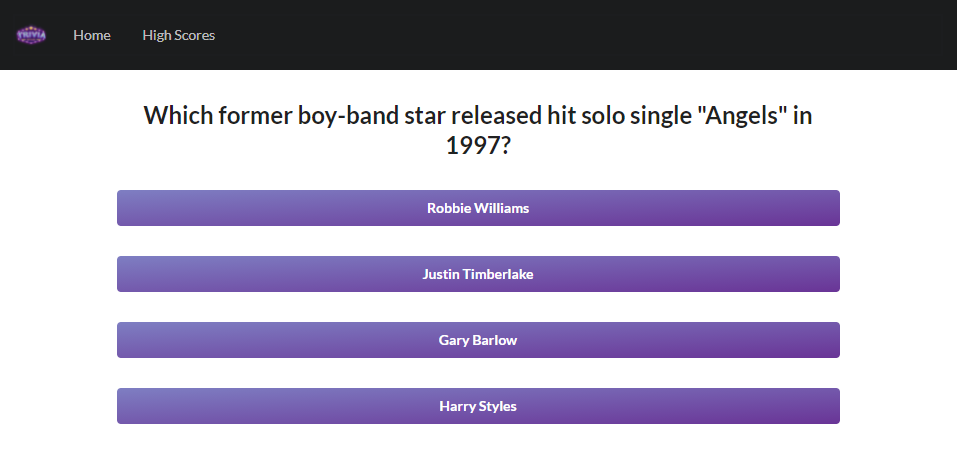 TRIVIA
Home
High Scores
Which former boy-band star released hit solo single "Angels" in
1997?
Robbie Williams
Justin Timberlake
Gary Barlow
Harry Styles